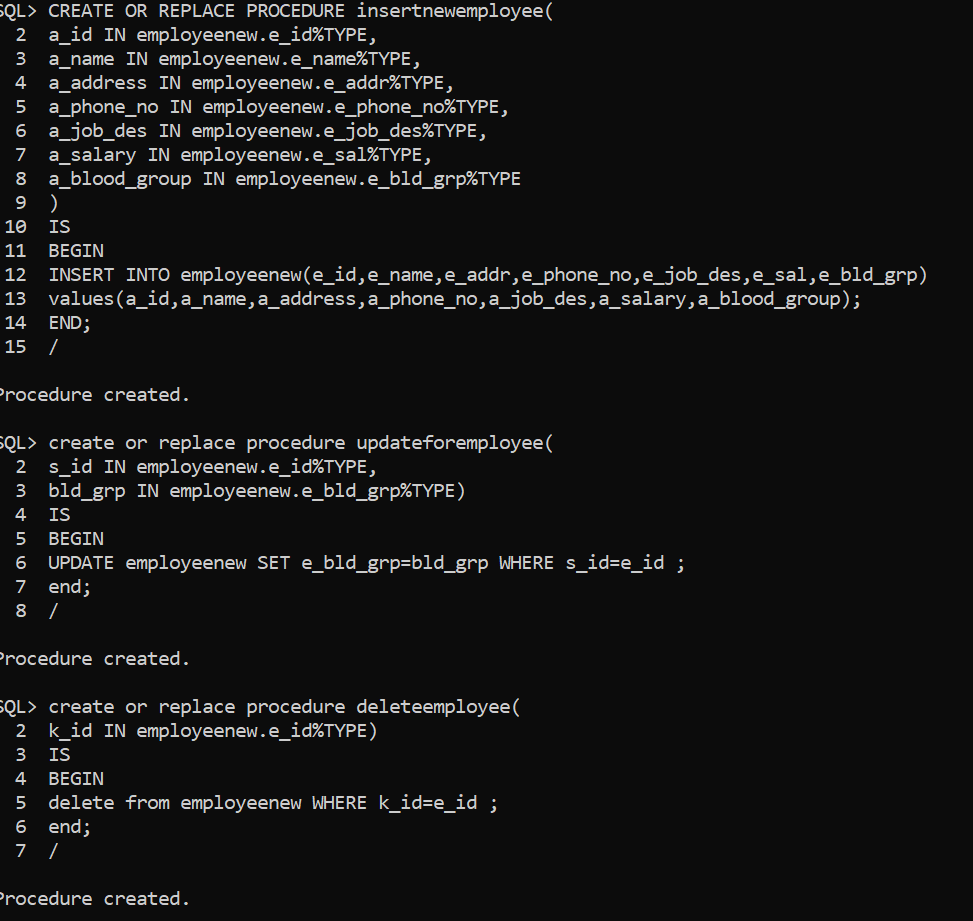 SQL> CREATE OR REPLACE PROCEDURE insertnewemployee(
2 a_id IN employeenew.e_id%TYPE,
3 a_name IN employeenew.e_name%TYPE,
4 a_address IN employeenew.e_addr%TYPE,
5 a_phone_no IN employeenew.e_phone_no%TYPE,
6 a_job_des IN employeenew.e_job_des%TYPE,
7 a_salary IN employeenew.e_sal%TYPE,
8 a_blood_group IN employeenew.e_bld_grp%TYPE
9 )
10 IS
11 BEGIN
12 INSERT INTO employeenew(e_id,e_name,e_addr,e_phone_no,e_job_des,e_sal,e_bld_grp)
13 values(a_id,a_name,a_address,a_phone_no,a_job_des,a_salary,a_blood_group);
14 END;
15 /
Procedure created.
SQL> create or replace procedure updateforemployee(
2 s_id IN employeenew.e_id%TYPE,
3 bld_grp IN employeenew.e_bld_grp%TYPE)
4 IS
5 BEGIN
6 UPDATE employeenew SET e_bld_grp=bld_grp WHERE s_id=e_id ;
7 end;
8 /
Procedure created.
SQL> create or replace procedure deleteemployee(
2 k_id IN employeenew.e_id%TYPE)
3 IS
4 BEGIN
5 delete from employeenew WHERE k_id=e_id ;
6 end;
7 /
Procedure created.